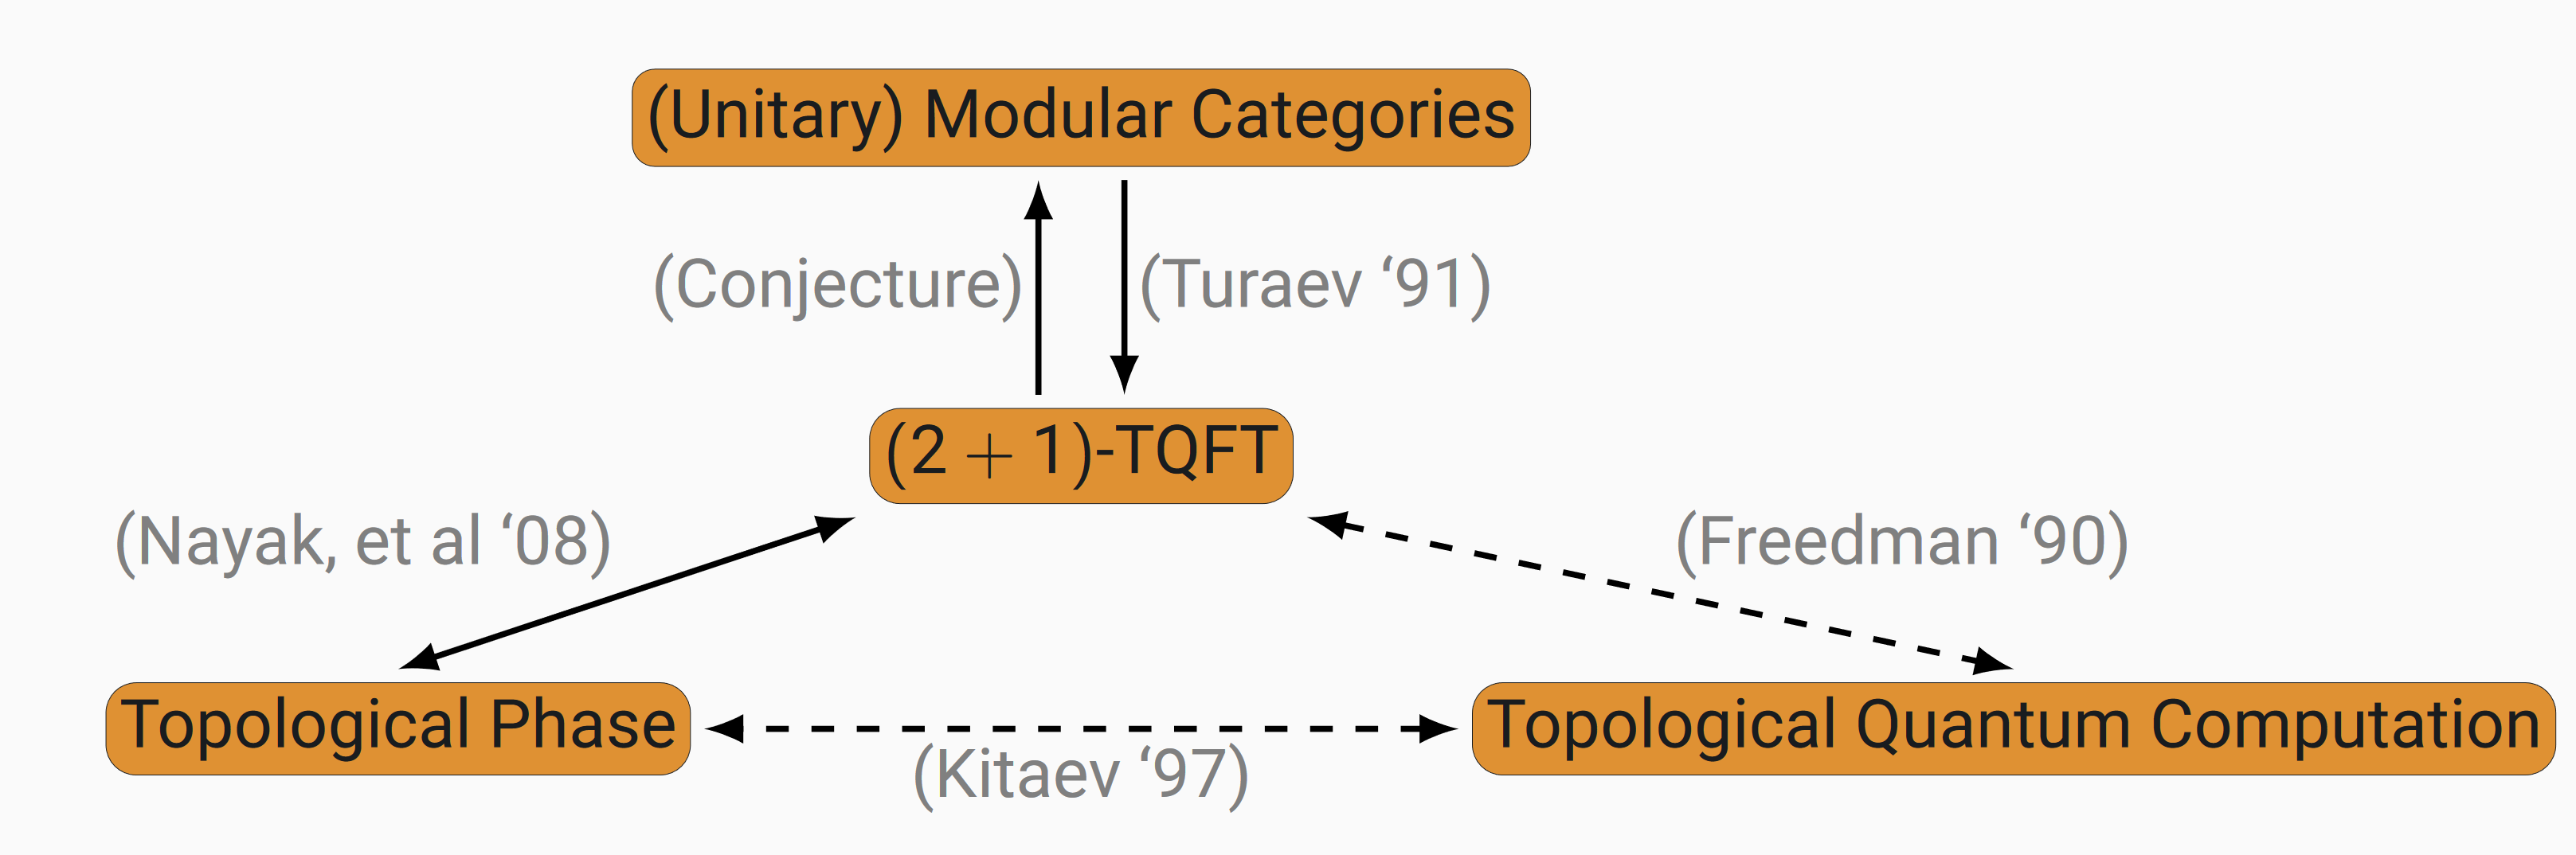 (Unitary) Modular Categories
(Conjecture) (Turaev ‘91)
(2 + 1)-TQFT
(Nayak, et al ‘08) (Freedman ‘90)
Topological Phase Topological Quantum Computation
(Kitaev ‘97)